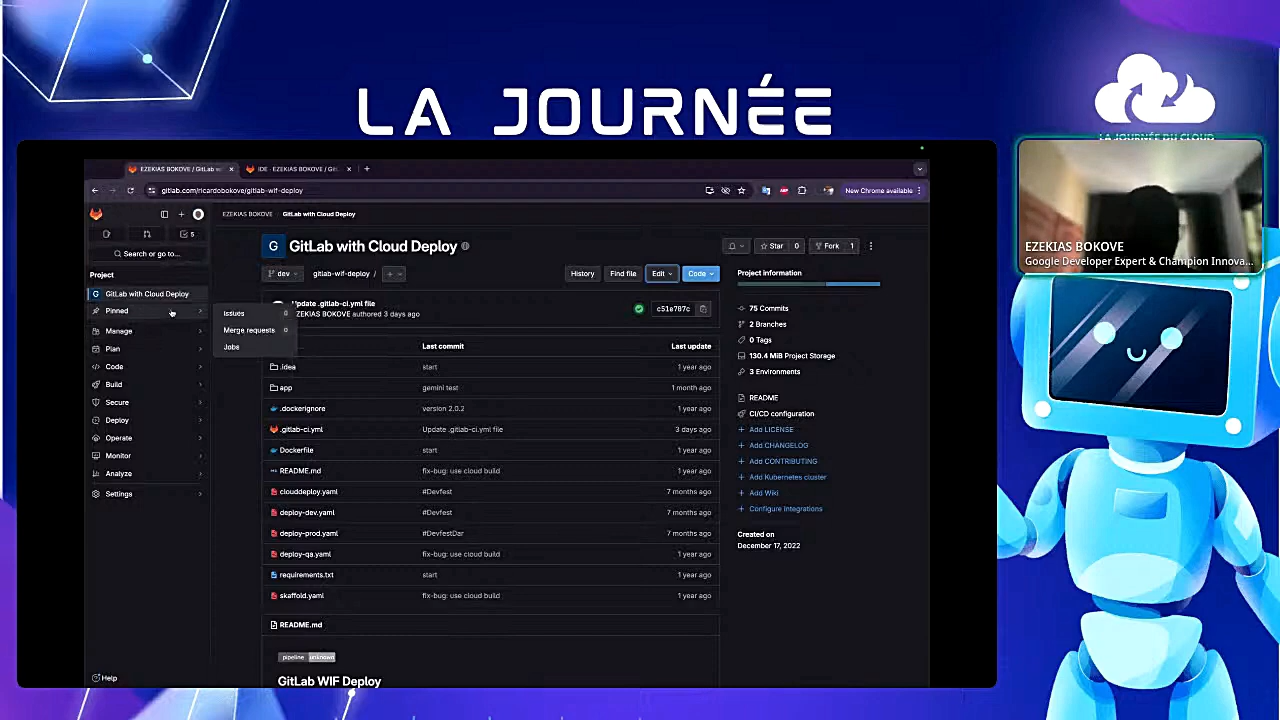 LA JOURNÉE
LA JOURNÉE DU CLOUD
EZEKIAS BOKOVE / GitLab wi
IDE · EZEKIAS BOKOVE / Git
gitlab.com/ricardobokove/gitlab-wif-deploy
New Chrome available
EZEKIAS BOKOVE GitLab with Cloud Deploy
5
Search or go to...
Project
G GitLab with Cloud Deploy
Pinned
Manage
Plan
Code
Build
Secure
Deploy
Operate
Monitor
Analyze
Settings
Help
Issues 0
Merge requests 0
Jobs
G GitLab with Cloud Deploy
Star 0 Fork 1
dev gitlab-wif-deploy / + History Find file Edit Code
Update .gitlab-ci.yml file
EZEKIAS BOKOVE authored 3 days ago
c51e787c
Last commit Last update
.idea start 1 year ago
app gemini test 1 month ago
.dockerignore version 2.0.2 1 year ago
.gitlab-ci.yml Update .gitlab-ci.yml file 3 days ago
Dockerfile start 1 year ago
README.md fix-bug: use cloud build 1 year ago
clouddeploy.yaml #Devfest 7 months ago
deploy-dev.yaml #Devfest 7 months ago
deploy-prod.yaml #DevfestDar 7 months ago
deploy-qa.yaml fix-bug: use cloud build 1 year ago
requirements.txt start 1 year ago
skaffold.yaml fix-bug: use cloud build 1 year ago
README.md
pipeline unknown
GitLab WIF Deploy
Project information
75 Commits
2 Branches
0 Tags
130.4 MiB Project Storage
3 Environments
README
CI/CD configuration
Add LICENSE
Add CHANGELOG
Add CONTRIBUTING
Add Kubernetes cluster
Add Wiki
Configure Integrations
Created on
December 17, 2022
EZEKIAS BOKOVE
Google Developer Expert & Champion Innova...